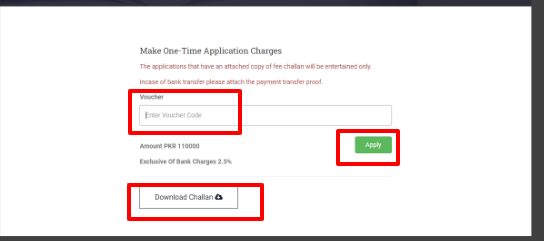 Make One-Time Application Charges
The applications that have an attached copy of fee challan will be entertained only.
Incase of bank transfer please attach the payment transfer proof.
Voucher
Enter Voucher Code
Amount PKR 110000
Apply
Exclusive Of Bank Charges 2.5%
Download Challan